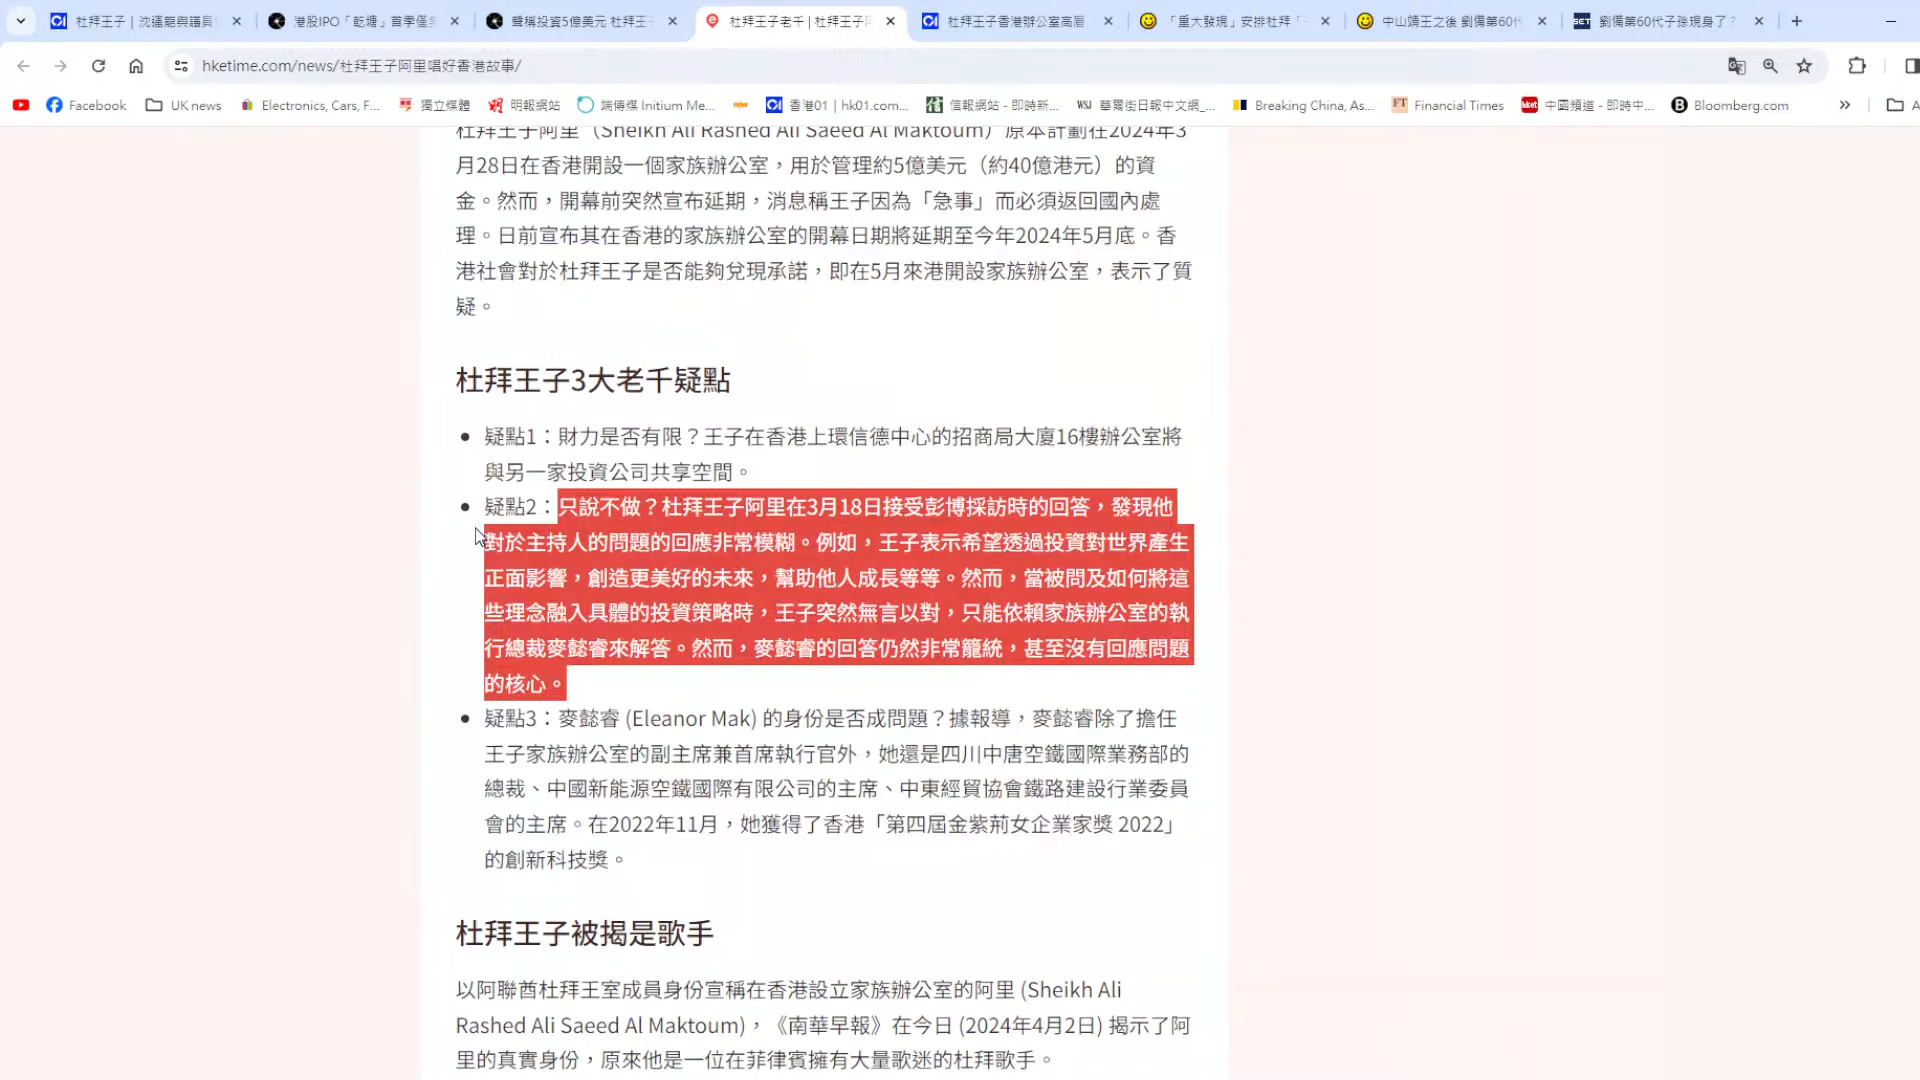 杜拜王子 | 沈運龍與議員
港股IPO「乾塘」首季僅
聲稱投資5億美元 杜拜王子
杜拜王子老千 | 杜拜王子
杜拜王子香港辦公室高層
「重大發現」安排杜拜「
中山靖王之後 劉備第60代
劉備第60代子孫現身了？
hketime.com/news/杜拜王子阿里唱好香港故事/
Facebook
UK news
Electronics, Cars, F...
獨立媒體
明報網站
端傳媒 Initium Me...
香港01 | hk01.com...
信報網站 - 即時新...
WSJ
華爾街日報中文網_...
Breaking China, As...
FT
Financial Times
hket
中國頻道 - 即時中...
Bloomberg.com
杜拜王子阿里（Sheikh Ali Rashed Ali Saeed Al Maktoum）原本計劃在2024年3
月28日在香港開設一個家族辦公室，用於管理約5億美元（約40億港元）的資
金。然而，開幕前突然宣布延期，消息稱王子因為「急事」而必須返回國內處
理。日前宣布其在香港的家族辦公室的開幕日期將延期至今年2024年5月底。香
港社會對於杜拜王子是否能夠兌現承諾，即在5月來港開設家族辦公室，表示了質
疑。
杜拜王子3大老千疑點
疑點1：財力是否有限？王子在香港上環信德中心的招商局大廈16樓辦公室將
與另一家投資公司共享空間。
疑點2：只說不做？杜拜王子阿里在3月18日接受彭博採訪時的回答，發現他
對於主持人的問題的回應非常模糊。例如，王子表示希望透過投資對世界產生
正面影響，創造更美好的未來，幫助他人成長等等。然而，當被問及如何將這
些理念融入具體的投資策略時，王子突然無言以對，只能依賴家族辦公室的執
行總裁麥懿睿來解答。然而，麥懿睿的回答仍然非常籠統，甚至沒有回應問題
的核心。
疑點3：麥懿睿 (Eleanor Mak) 的身份是否成問題？據報導，麥懿睿除了擔任
王子家族辦公室的副主席兼首席執行官外，她還是四川中唐空鐵國際業務部的
總裁、中國新能源空鐵國際有限公司的主席、中東經貿協會鐵路建設行業委員
會的主席。在2022年11月，她獲得了香港「第四屆金紫荊女企業家獎 2022」
的創新科技獎。
杜拜王子被揭是歌手
以阿聯酋杜拜王室成員身份宣稱在香港設立家族辦公室的阿里 (Sheikh Ali
Rashed Ali Saeed Al Maktoum)，《南華早報》在今日 (2024年4月2日) 揭示了阿
里的真實身份，原來他是一位在菲律賓擁有大量歌迷的杜拜歌手。